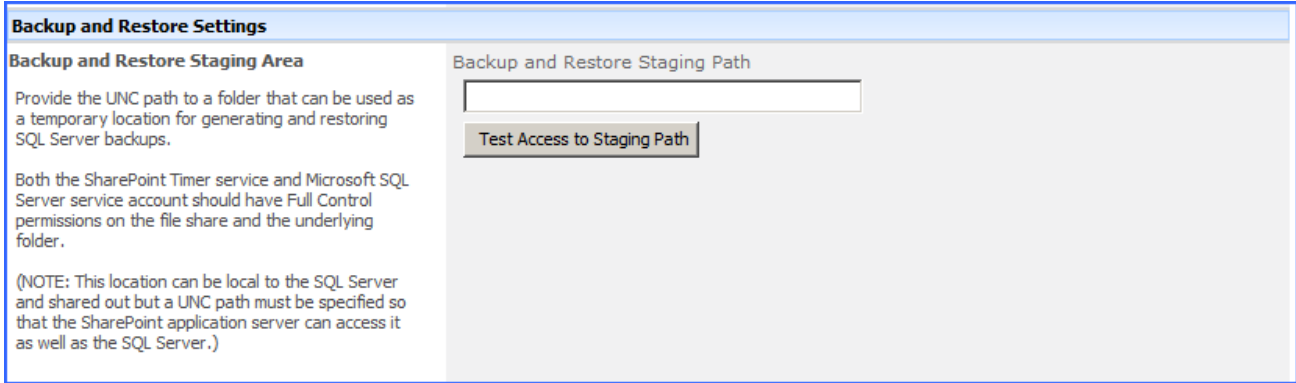 Backup and Restore Settings
Backup and Restore Staging Area
Provide the UNC path to a folder that can be used as
a temporary location for generating and restoring
SQL Server backups.
Both the SharePoint Timer service and Microsoft SQL
Server service account should have Full Control
permissions on the file share and the underlying
folder.
(NOTE: This location can be local to the SQL Server
and shared out but a UNC path must be specified so
that the SharePoint application server can access it
as well as the SQL Server.)
Backup and Restore Staging Path
Test Access to Staging Path